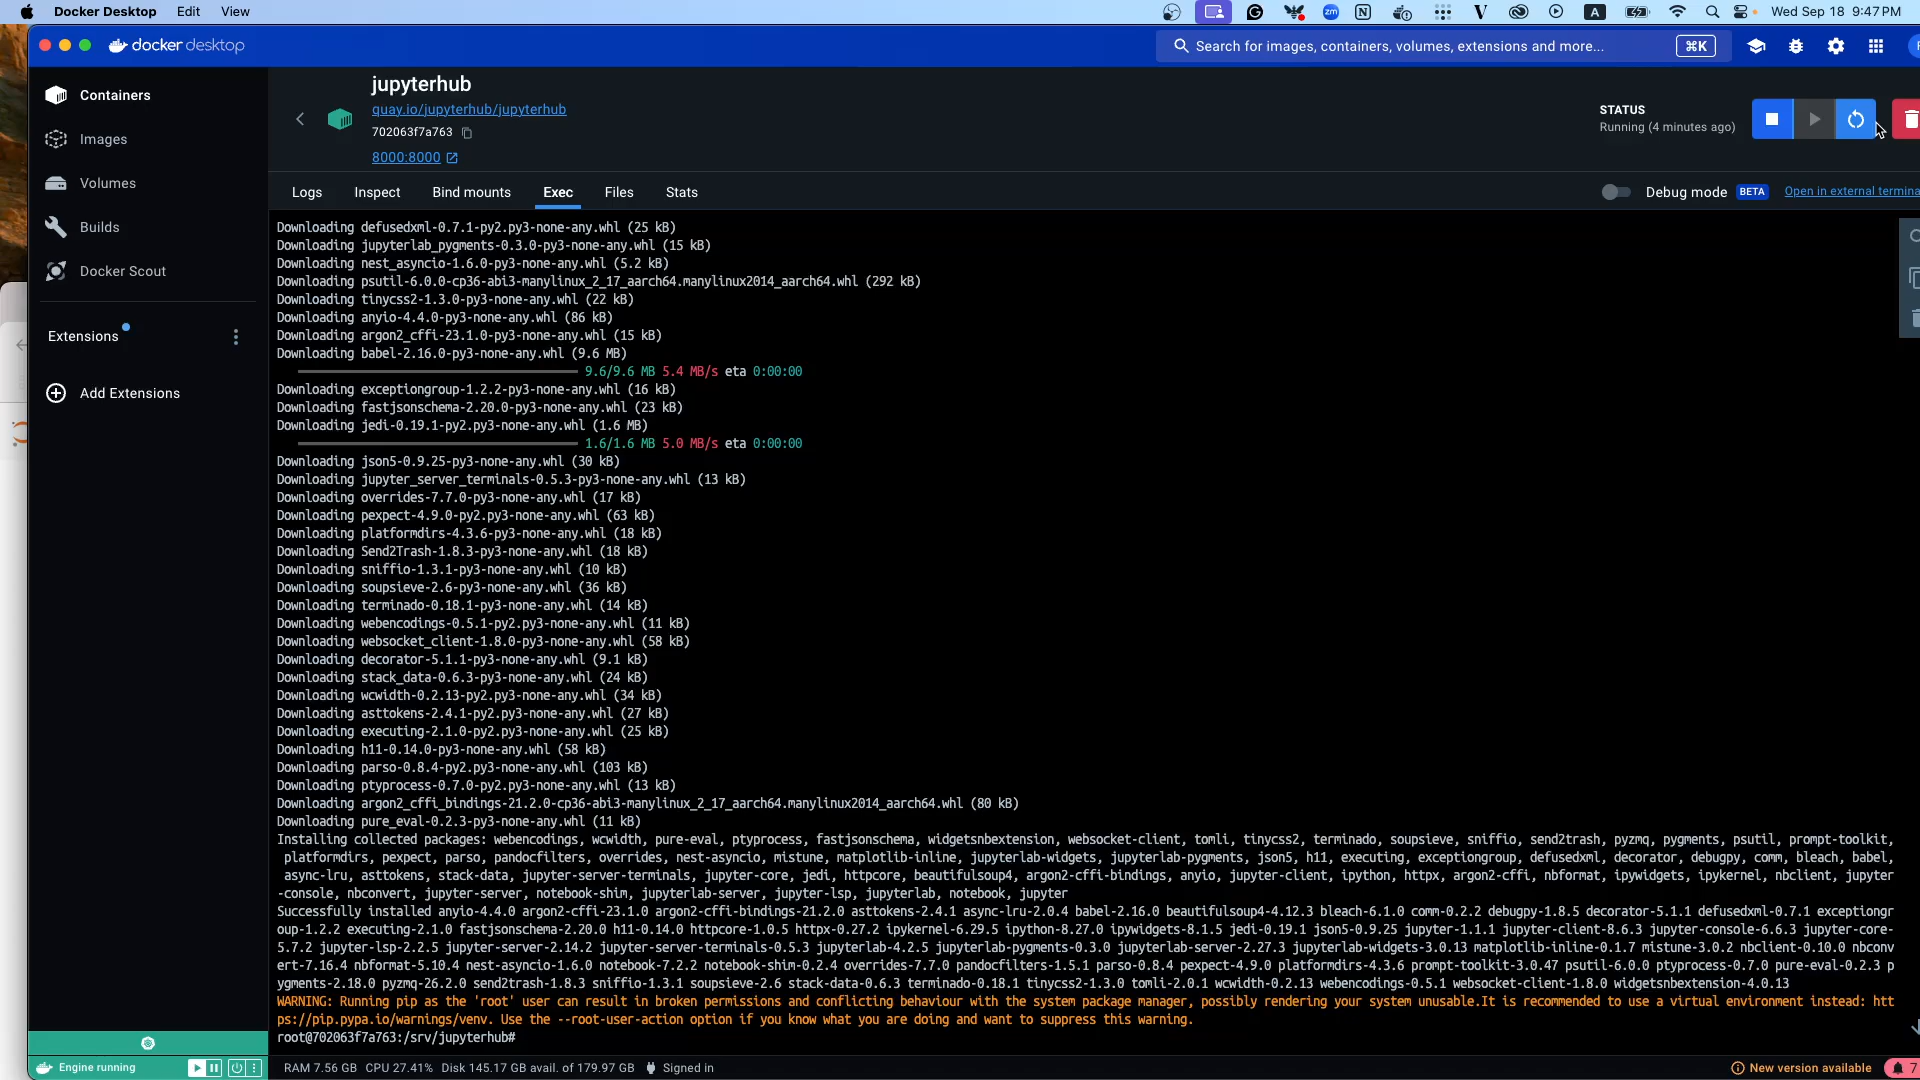 Docker Desktop Edit View
Wed Sep 18 9:47 PM
docker desktop
Search for images, containers, volumes, extensions and more...
⌘K
Containers
Images
Volumes
Builds
Docker Scout
Extensions
Add Extensions
jupyterhub
quay.io/jupyterhub/jupyterhub
702063f7a763
8000:8000
STATUS
Running (4 minutes ago)
Logs Inspect Bind mounts Exec Files Stats
Debug mode BETA Open in external termina
Downloading defusedxml-0.7.1-py2.py3-none-any.whl (25 kB)
Downloading jupyterlab_pygments-0.3.0-py3-none-any.whl (15 kB)
Downloading nest_asyncio-1.6.0-py3-none-any.whl (5.2 kB)
Downloading psutil-6.0.0-cp36-abi3-manylinux_2_17_aarch64.manylinux2014_aarch64.whl (292 kB)
Downloading tinycss2-1.3.0-py3-none-any.whl (22 kB)
Downloading anyio-4.4.0-py3-none-any.whl (86 kB)
Downloading argon2_cffi-23.1.0-py3-none-any.whl (15 kB)
Downloading babel-2.16.0-py3-none-any.whl (9.6 MB)
9.6/9.6 MB 5.4 MB/s eta 0:00:00
Downloading exceptiongroup-1.2.2-py3-none-any.whl (16 kB)
Downloading fastjsonschema-2.20.0-py3-none-any.whl (23 kB)
Downloading jedi-0.19.1-py2.py3-none-any.whl (1.6 MB)
1.6/1.6 MB 5.0 MB/s eta 0:00:00
Downloading json5-0.9.25-py3-none-any.whl (30 kB)
Downloading jupyter_server_terminals-0.5.3-py3-none-any.whl (13 kB)
Downloading overrides-7.7.0-py3-none-any.whl (17 kB)
Downloading pexpect-4.9.0-py2.py3-none-any.whl (63 kB)
Downloading platformdirs-4.3.6-py3-none-any.whl (18 kB)
Downloading Send2Trash-1.8.3-py3-none-any.whl (18 kB)
Downloading sniffio-1.3.1-py3-none-any.whl (10 kB)
Downloading soupsieve-2.6-py3-none-any.whl (36 kB)
Downloading terminado-0.18.1-py3-none-any.whl (14 kB)
Downloading webencodings-0.5.1-py2.py3-none-any.whl (11 kB)
Downloading websocket_client-1.8.0-py3-none-any.whl (58 kB)
Downloading decorator-5.1.1-py3-none-any.whl (9.1 kB)
Downloading stack_data-0.6.3-py3-none-any.whl (24 kB)
Downloading wcwidth-0.2.13-py2.py3-none-any.whl (34 kB)
Downloading asttokens-2.4.1-py2.py3-none-any.whl (27 kB)
Downloading executing-2.1.0-py2.py3-none-any.whl (25 kB)
Downloading h11-0.14.0-py3-none-any.whl (58 kB)
Downloading parso-0.8.4-py2.py3-none-any.whl (103 kB)
Downloading ptyprocess-0.7.0-py2.py3-none-any.whl (13 kB)
Downloading argon2_cffi_bindings-21.2.0-cp36-abi3-manylinux_2_17_aarch64.manylinux2014_aarch64.whl (80 kB)
Downloading pure_eval-0.2.3-py3-none-any.whl (11 kB)
Installing collected packages: webencodings, wcwidth, pure-eval, ptyprocess, fastjsonschema, widgetsnbextension, websocket-client, tomli, tinycss2, terminado, soupsieve, sniffio, send2trash, pyzmq, pygments, psutil, prompt-toolkit,
platformdirs, pexpect, parso, pandocfilters, overrides, nest-asyncio, mistune, matplotlib-inline, jupyterlab-widgets, jupyterlab-pygments, json5, h11, executing, exceptiongroup, defusedxml, decorator, debugpy, comm, bleach, babel,
async-lru, asttokens, stack-data, jupyter-server-terminals, jupyter-core, jedi, httpcore, beautifulsoup4, argon2-cffi-bindings, anyio, jupyter-client, ipython, httpx, argon2-cffi, nbformat, ipywidgets, ipykernel, nbclient, jupyter
-console, nbconvert, jupyter-server, notebook-shim, jupyterlab-server, jupyter-lsp, jupyterlab, notebook, jupyter
Successfully installed anyio-4.4.0 argon2-cffi-23.1.0 argon2-cffi-bindings-21.2.0 asttokens-2.4.1 async-lru-2.0.4 babel-2.16.0 beautifulsoup4-4.12.3 bleach-6.1.0 comm-0.2.2 debugpy-1.8.5 decorator-5.1.1 defusedxml-0.7.1 exceptiongr
oup-1.2.2 executing-2.1.0 fastjsonschema-2.20.0 h11-0.14.0 httpcore-1.0.5 httpx-0.27.2 ipykernel-6.29.5 ipython-8.27.0 ipywidgets-8.1.5 jedi-0.19.1 json5-0.9.25 jupyter-1.1.1 jupyter-client-8.6.3 jupyter-console-6.6.3 jupyter-core-
5.7.2 jupyter-lsp-2.2.5 jupyter-server-2.14.2 jupyter-server-terminals-0.5.3 jupyterlab-4.2.5 jupyterlab-pygments-0.3.0 jupyterlab-server-2.27.3 jupyterlab-widgets-3.0.13 matplotlib-inline-0.1.7 mistune-3.0.2 nbclient-0.10.0 nbconv
ert-7.16.4 nbformat-5.10.4 nest-asyncio-1.6.0 notebook-7.2.2 notebook-shim-0.2.4 overrides-7.7.0 pandocfilters-1.5.1 parso-0.8.4 pexpect-4.9.0 platformdirs-4.3.6 prompt-toolkit-3.0.47 psutil-6.0.0 ptyprocess-0.7.0 pure-eval-0.2.3 p
ygments-2.18.0 pyzmq-26.2.0 send2trash-1.8.3 sniffio-1.3.1 soupsieve-2.6 stack-data-0.6.3 terminado-0.18.1 tinycss2-1.3.0 tomli-2.0.1 wcwidth-0.2.13 webencodings-0.5.1 websocket-client-1.8.0 widgetsnbextension-4.0.13
WARNING: Running pip as the 'root' user can result in broken permissions and conflicting behaviour with the system package manager, possibly rendering your system unusable.It is recommended to use a virtual environment instead: htt
ps://pip.pypa.io/warnings/venv. Use the --root-user-action option if you know what you are doing and want to suppress this warning.
root@702063f7a763:/srv/jupyterhub#
Engine running
RAM 7.56 GB CPU 27.41% Disk 145.17 GB avail. of 179.97 GB Signed in
New version available
7